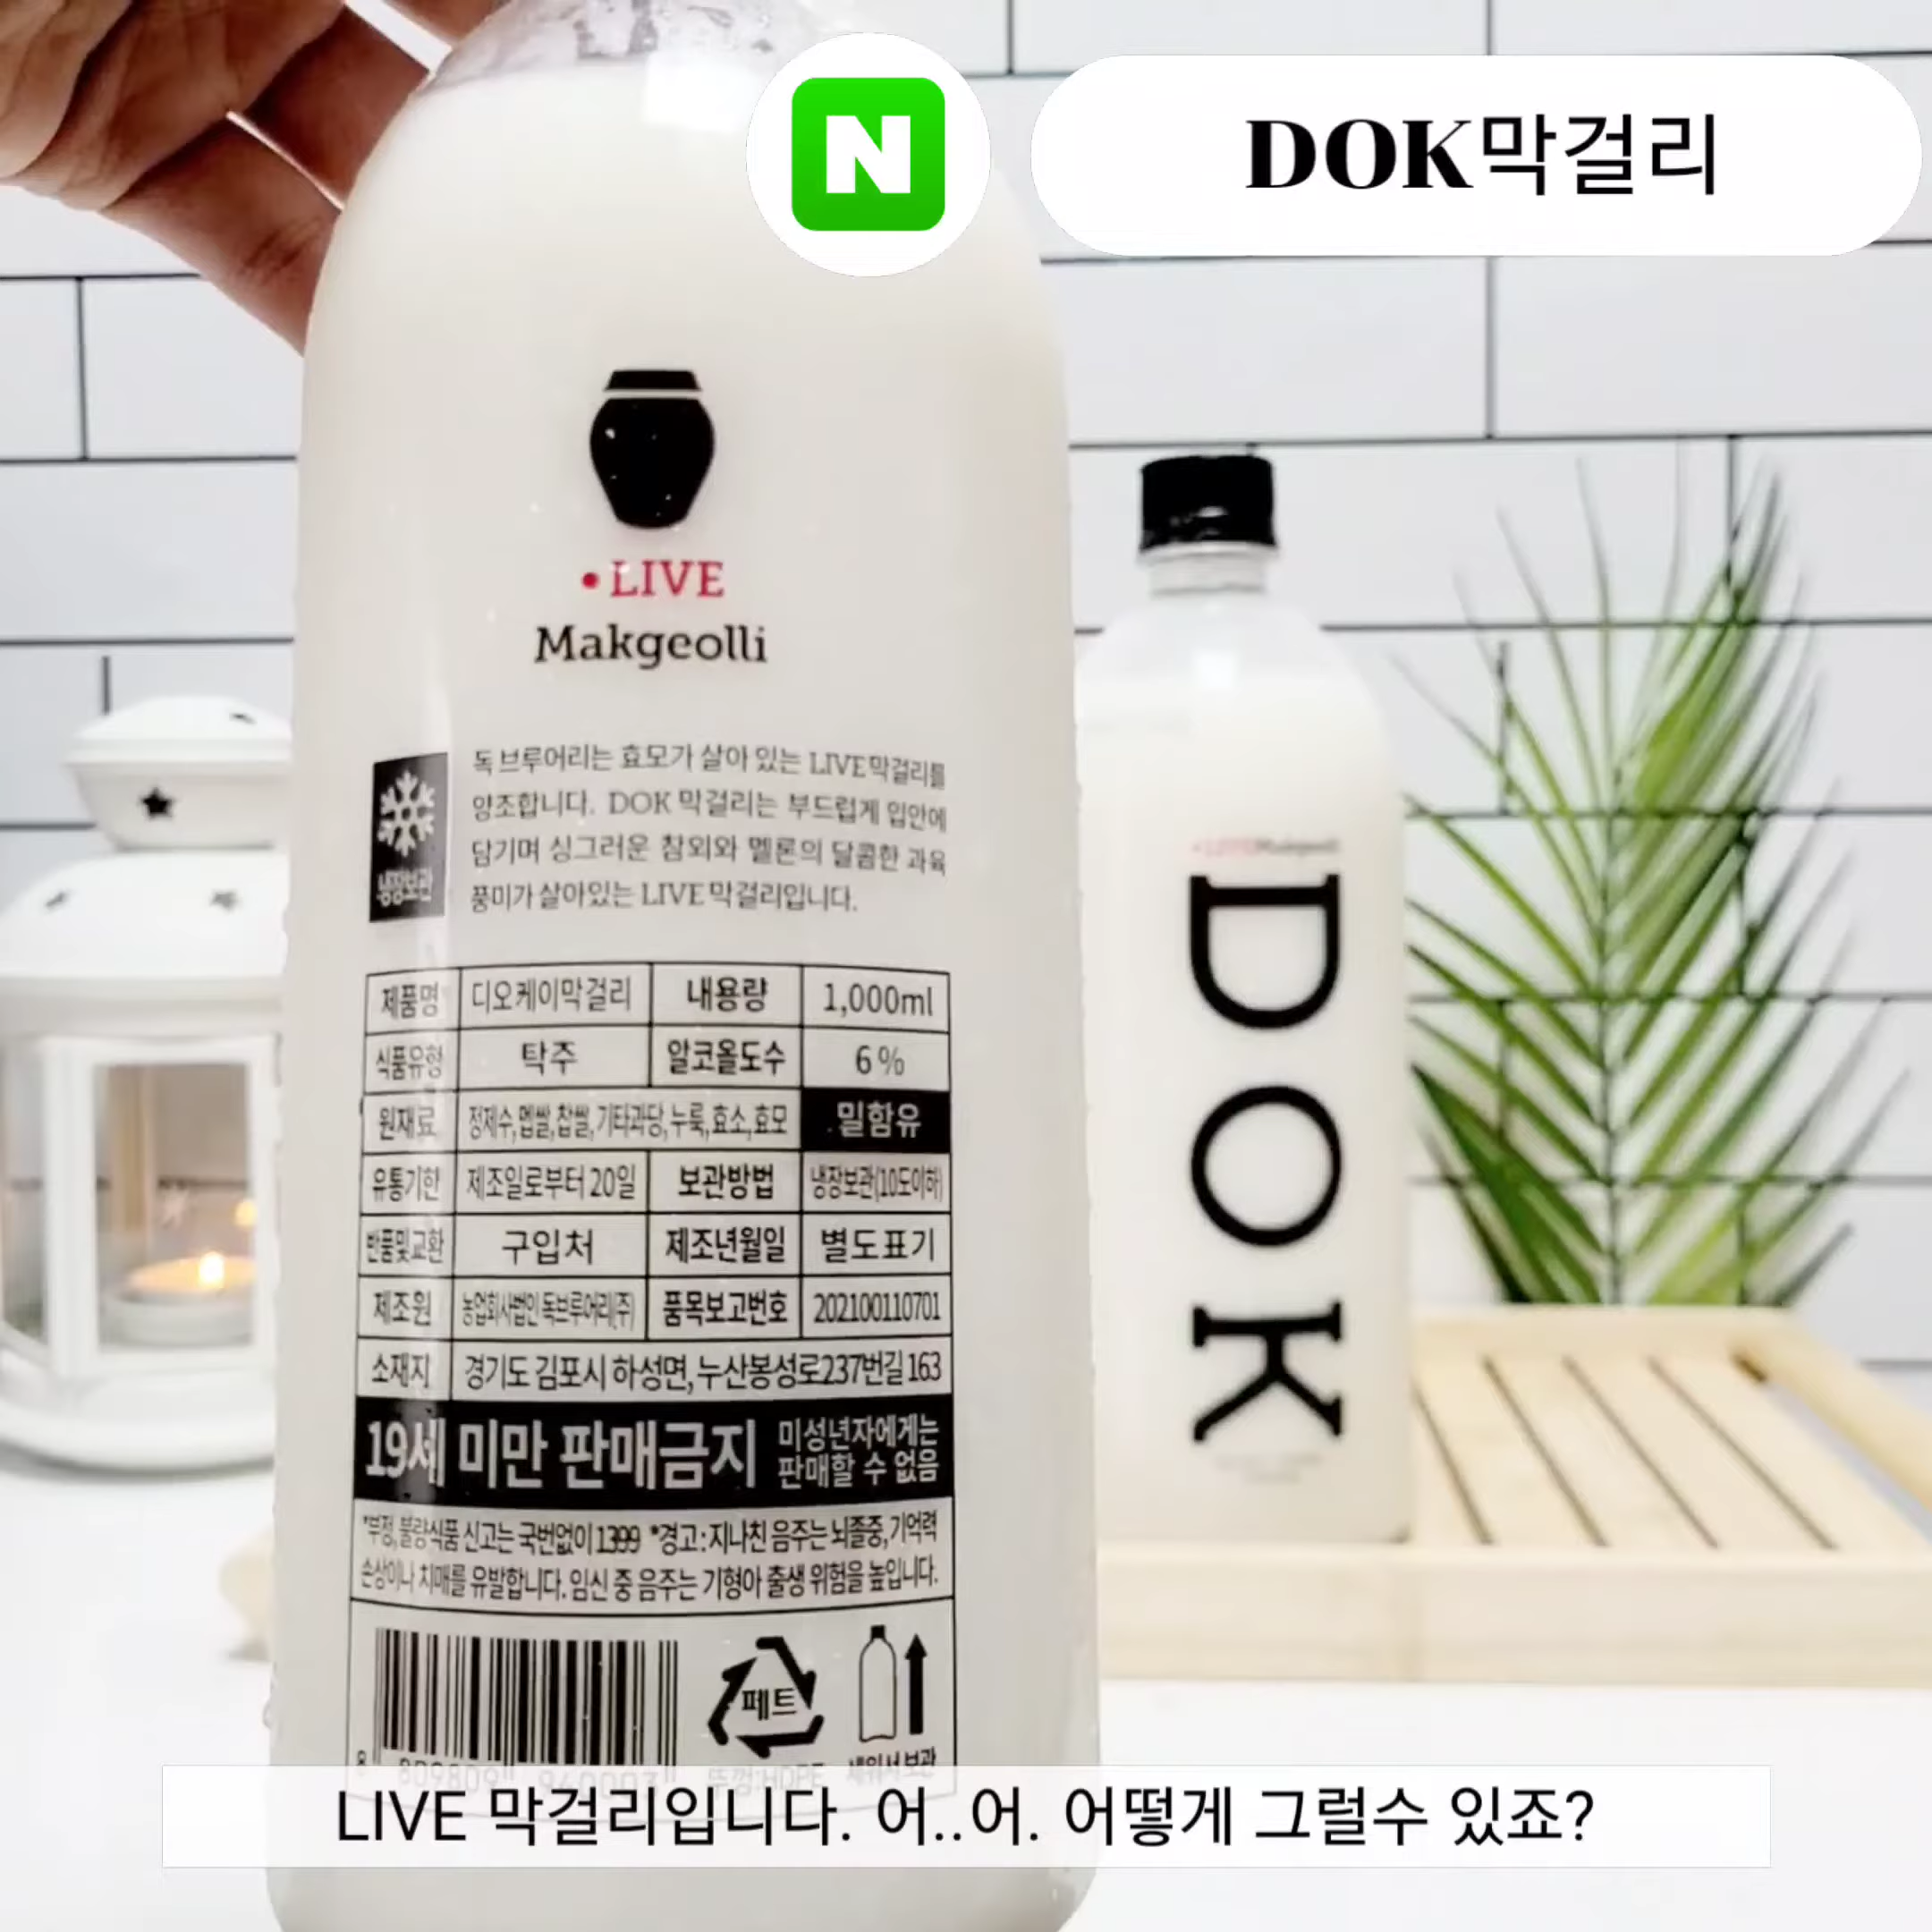 N
DOK막걸리
LIVE
Makgeolli
냉장보관
독 브루어리는 효모가 살아 있는 LIVE막걸리를
양조합니다. DOK 막걸리는 부드럽게 입안에
담기며 싱그러운 참외와 멜론의 달콤한 과육
풍미가 살아있는 LIVE막걸리입니다.
제품명 디오케이막걸리 내용량 1,000ml
식품유형 탁주 알코올도수 6%
원재료 정제수,멥쌀,찹쌀,기타과당,누룩,효소,효모 밀함유
유통기한 제조일로부터 20일 보관방법 냉장보관(10도이하)
반품및교환 구입처 제조년월일 별도표기
제조원 농업회사법인독브루어리(주) 품목보고번호 202100110701
소재지 경기도 김포시 하성면,누산봉성로237번길 163
19세 미만 판매금지 미성년자에게는
판매할 수 없음
*부정,불량식품 신고는 국번없이 1399 *경고:지나친 음주는 뇌졸중,기억력
손상이나 치매를 유발합니다. 임신 중 음주는 기형아 출생 위험을 높입니다.
페트
뚜껑:HDPE
세워서 보관
DOK
LIVE 막걸리입니다. 어..어. 어떻게 그럴수 있죠?